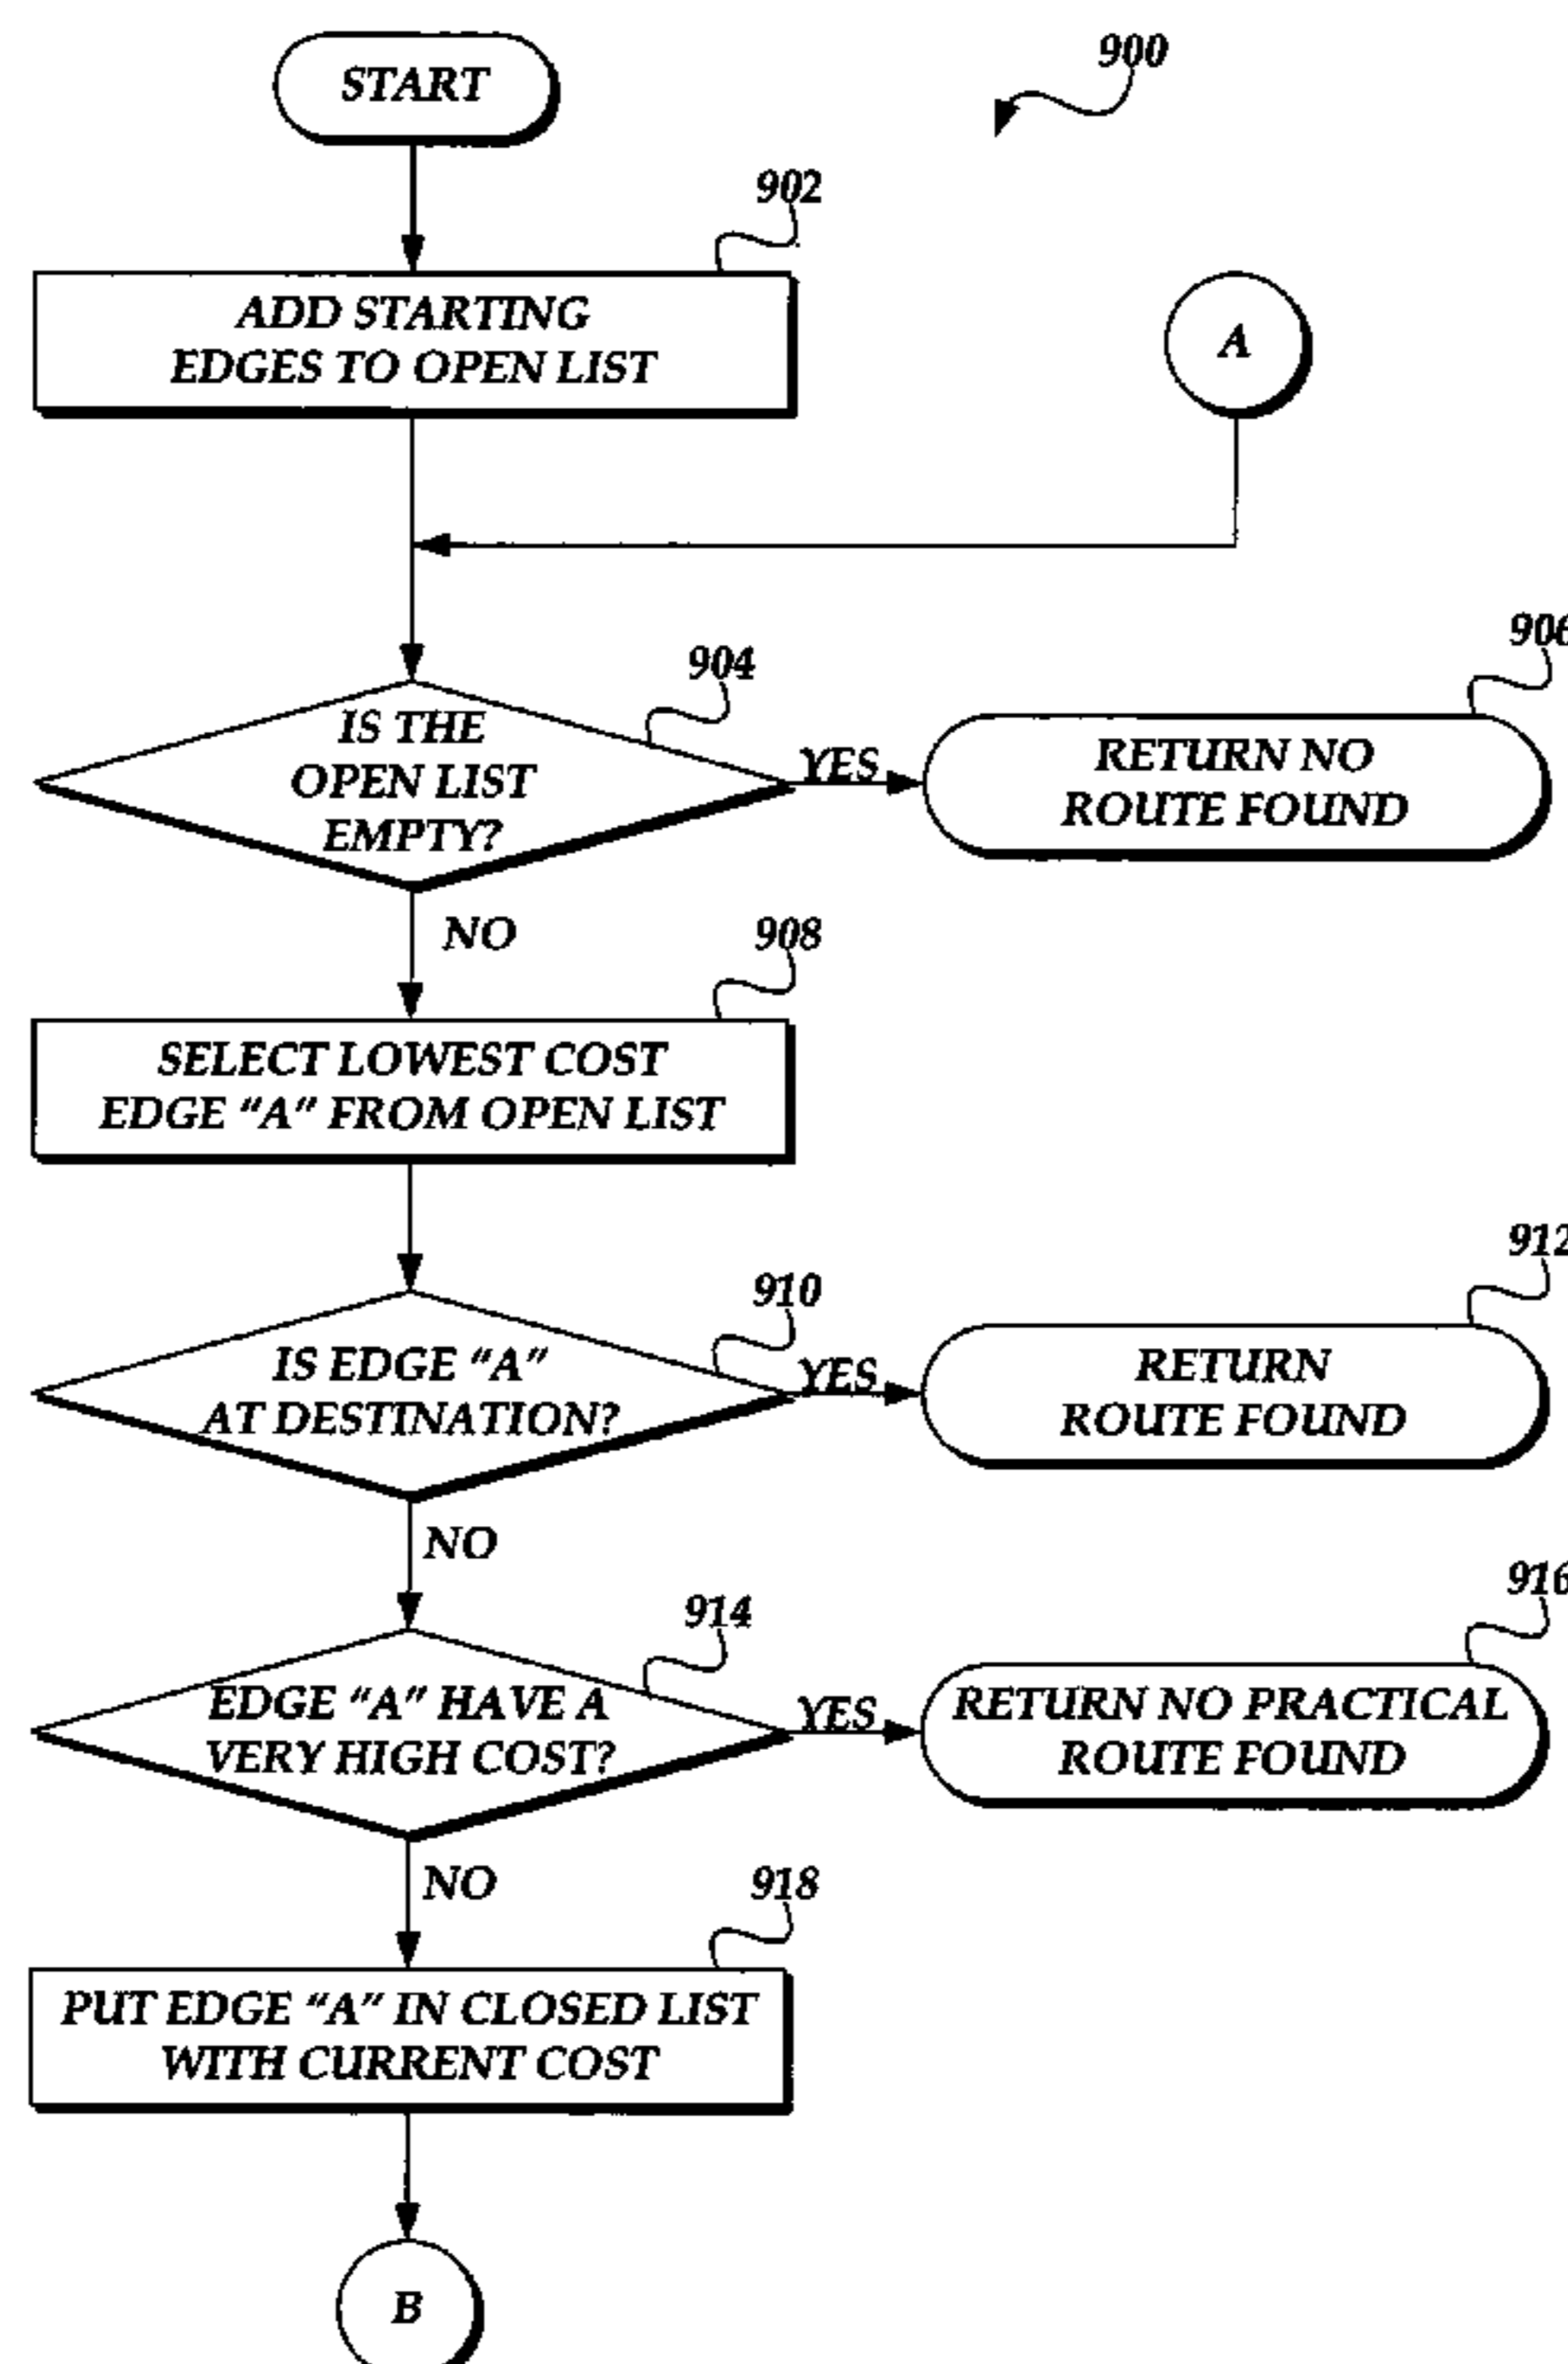 START
900
902
ADD STARTING
EDGES TO OPEN LIST
A
904
906
IS THE
OPEN LIST
EMPTY?
YES
RETURN NO
ROUTE FOUND
NO
908
SELECT LOWEST COST
EDGE "A" FROM OPEN LIST
910
912
IS EDGE "A"
AT DESTINATION?
YES
RETURN
ROUTE FOUND
NO
914
916
EDGE "A" HAVE A
VERY HIGH COST?
YES
RETURN NO PRACTICAL
ROUTE FOUND
NO
918
PUT EDGE "A" IN CLOSED LIST
WITH CURRENT COST
B